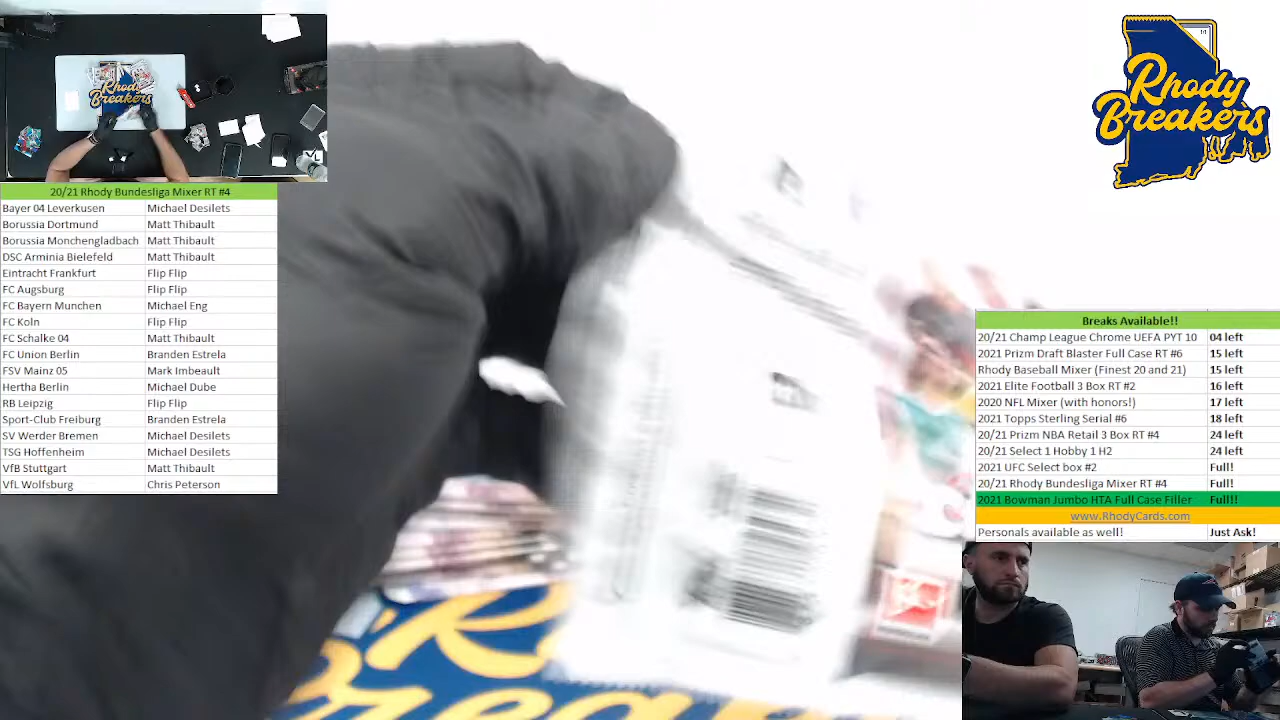 Rhody
Breakers
Rhody
Breakers
20/21 Rhody Bundesliga Mixer RT #4
Bayer 04 Leverkusen Michael Desilets
Borussia Dortmund Matt Thibault
Borussia Monchengladbach Matt Thibault
DSC Arminia Bielefeld Matt Thibault
Eintracht Frankfurt Flip Flip
FC Augsburg Flip Flip
FC Bayern Munchen Michael Eng
FC Koln Flip Flip
FC Schalke 04 Matt Thibault
FC Union Berlin Branden Estrela
FSV Mainz 05 Mark Imbeault
Hertha Berlin Michael Dube
RB Leipzig Flip Flip
Sport-Club Freiburg Branden Estrela
SV Werder Bremen Michael Desilets
TSG Hoffenheim Michael Desilets
VfB Stuttgart Matt Thibault
VfL Wolfsburg Chris Peterson
Breaks Available!!
20/21 Champ League Chrome UEFA PYT 10 04 left
2021 Prizm Draft Blaster Full Case RT #6 15 left
Rhody Baseball Mixer (Finest 20 and 21) 15 left
2021 Elite Football 3 Box RT #2 16 left
2020 NFL Mixer (with honors!) 17 left
2021 Topps Sterling Serial #6 18 left
20/21 Prizm NBA Retail 3 Box RT #4 24 left
20/21 Select 1 Hobby 1 H2 24 left
2021 UFC Select box #2 Full!
20/21 Rhody Bundesliga Mixer RT #4 Full!
2021 Bowman Jumbo HTA Full Case Filler Full!!
www.RhodyCards.com
Personals available as well! Just Ask!